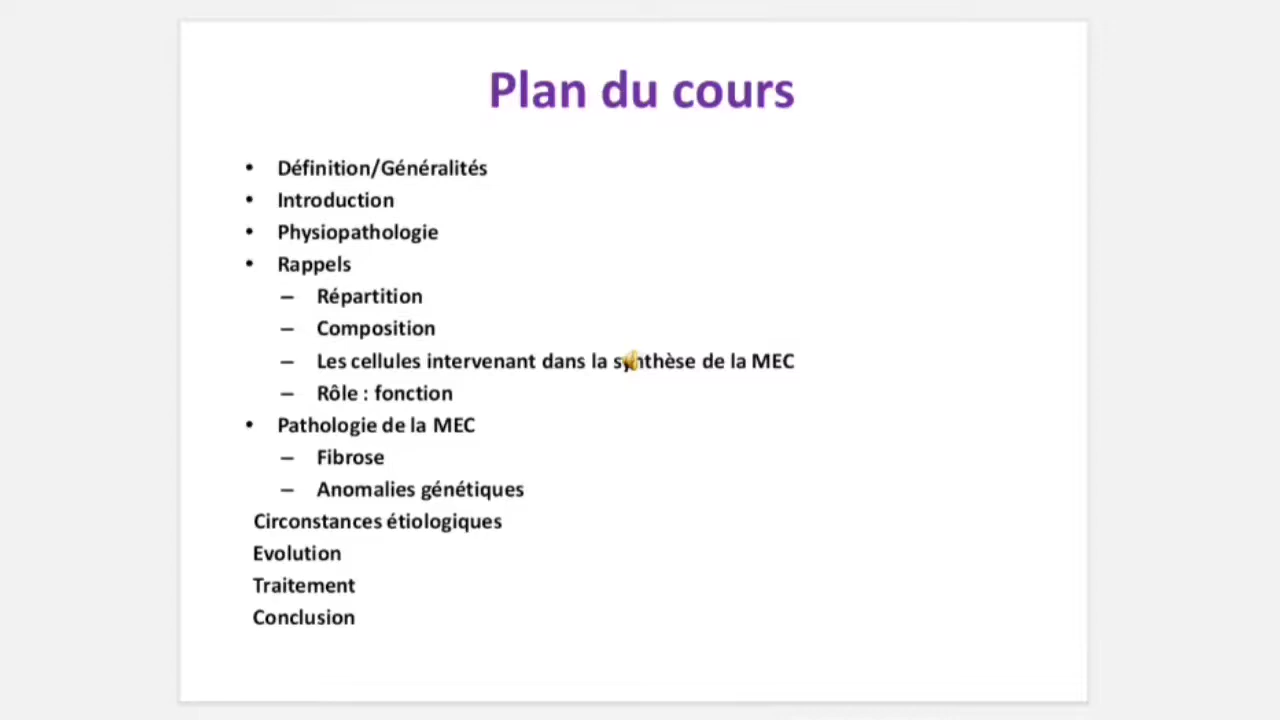 Plan du cours
• Définition/Généralités
• Introduction
• Physiopathologie
• Rappels
– Répartition
– Composition
– Les cellules intervenant dans la synthèse de la MEC
– Rôle : fonction
• Pathologie de la MEC
– Fibrose
– Anomalies génétiques
Circonstances étiologiques
Evolution
Traitement
Conclusion